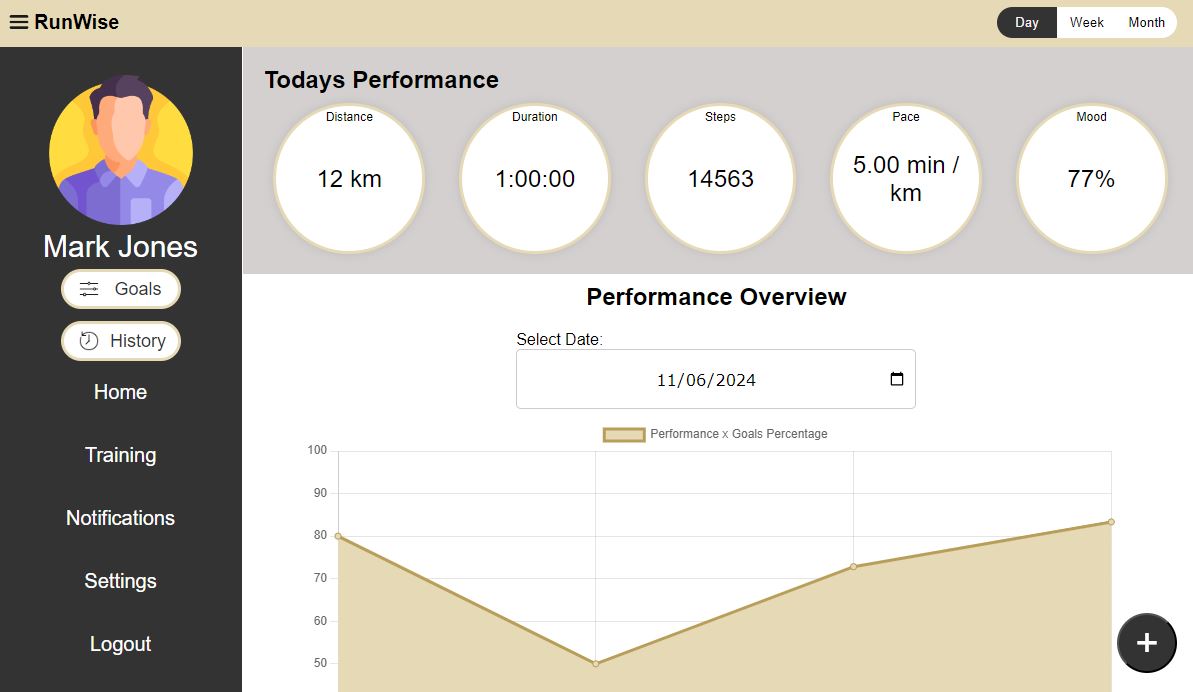 RunWise
Day Week Month
Mark Jones
Goals
History
Home
Training
Notifications
Settings
Logout
Todays Performance
Distance
12 km
Duration
1:00:00
Steps
14563
Pace
5.00 min /
km
Mood
77%
Performance Overview
Select Date:
11/06/2024
Performance x Goals Percentage
100
90
80
70
60
50
+